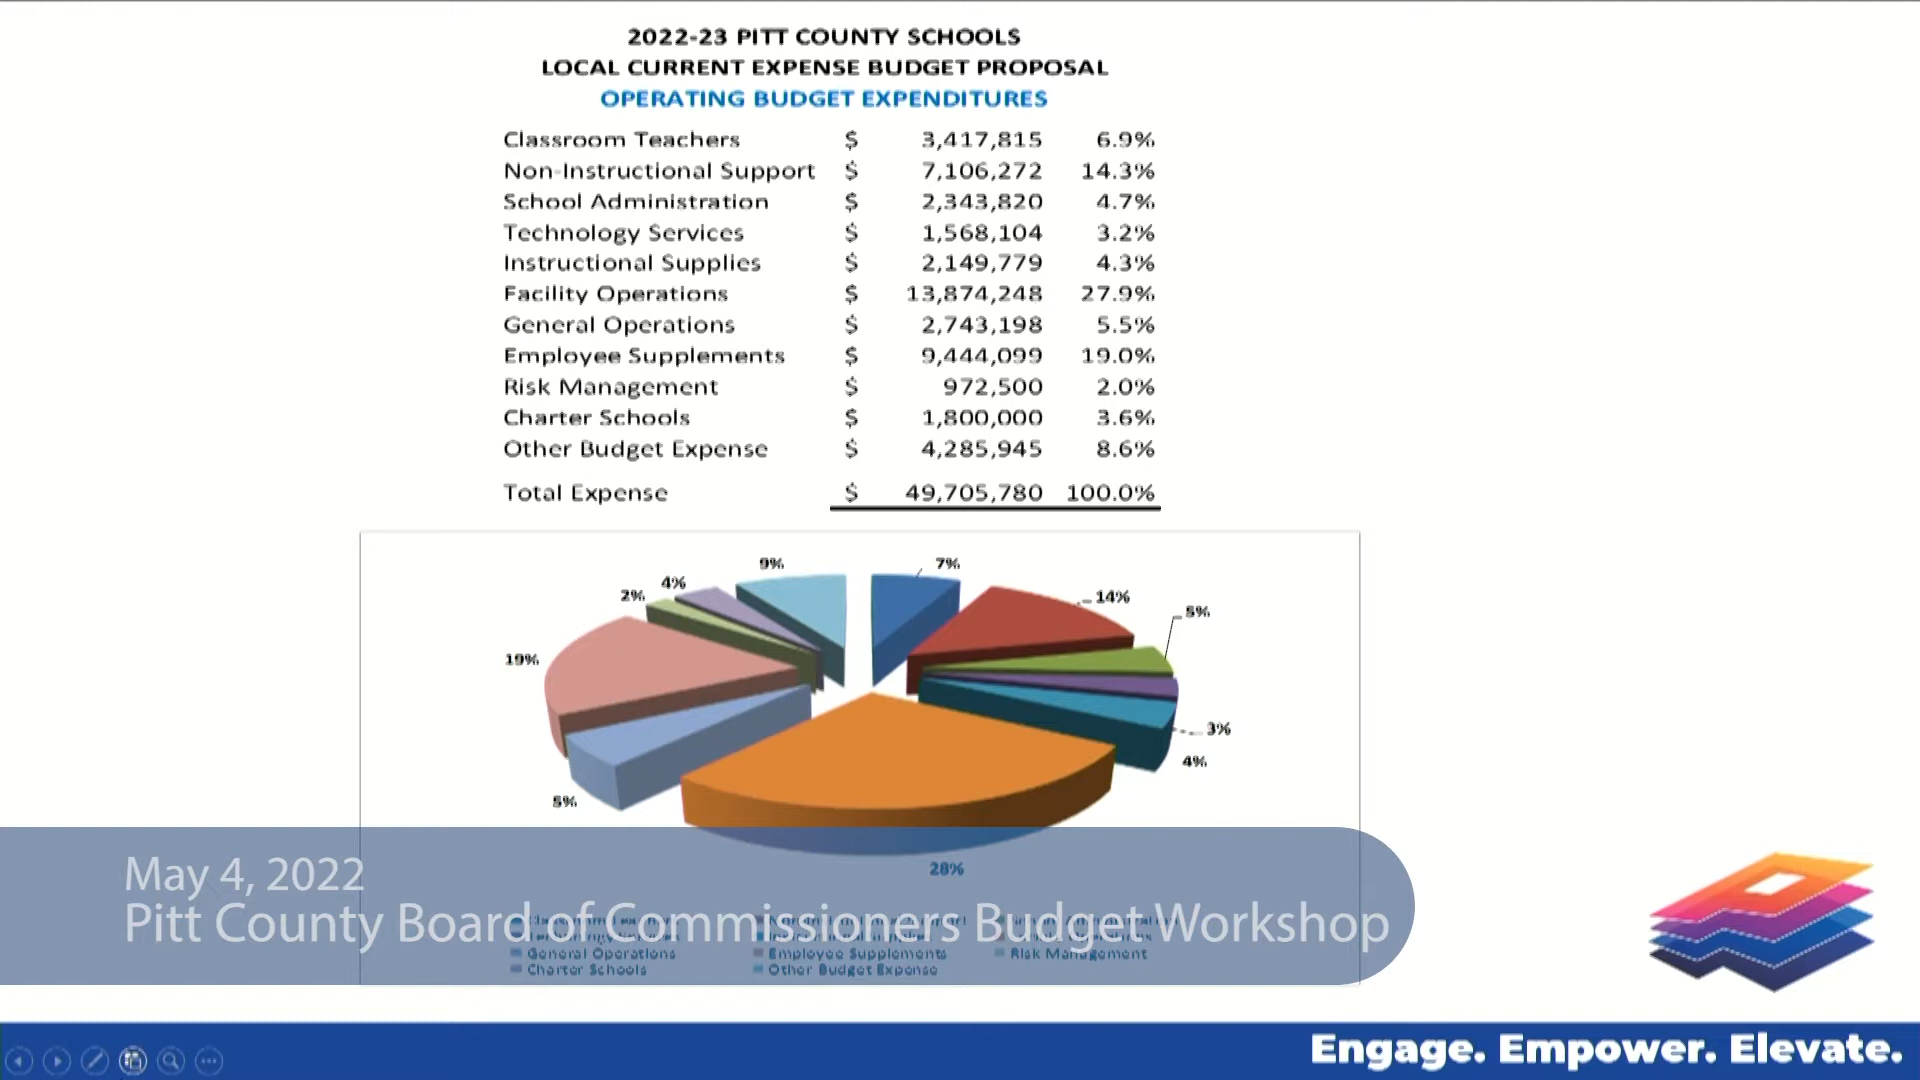 2022-23 PITT COUNTY SCHOOLS
LOCAL CURRENT EXPENSE BUDGET PROPOSAL
OPERATING BUDGET EXPENDITURES
Classroom Teachers $ 3,417,815 6.9%
Non-Instructional Support $ 7,106,272 14.3%
School Administration $ 2,343,820 4.7%
Technology Services $ 1,568,104 3.2%
Instructional Supplies $ 2,149,779 4.3%
Facility Operations $ 13,874,248 27.9%
General Operations $ 2,743,198 5.5%
Employee Supplements $ 9,444,099 19.0%
Risk Management $ 972,500 2.0%
Charter Schools $ 1,800,000 3.6%
Other Budget Expense $ 4,285,945 8.6%
Total Expense $ 49,705,780 100.0%
9%
7%
4%
2%
14%
5%
19%
3%
4%
5%
28%
May 4, 2022
Pitt County Board of Commissioners Budget Workshop
General Operations Employee Supplements Risk Management
Charter Schools Other Budget Expense
Engage. Empower. Elevate.